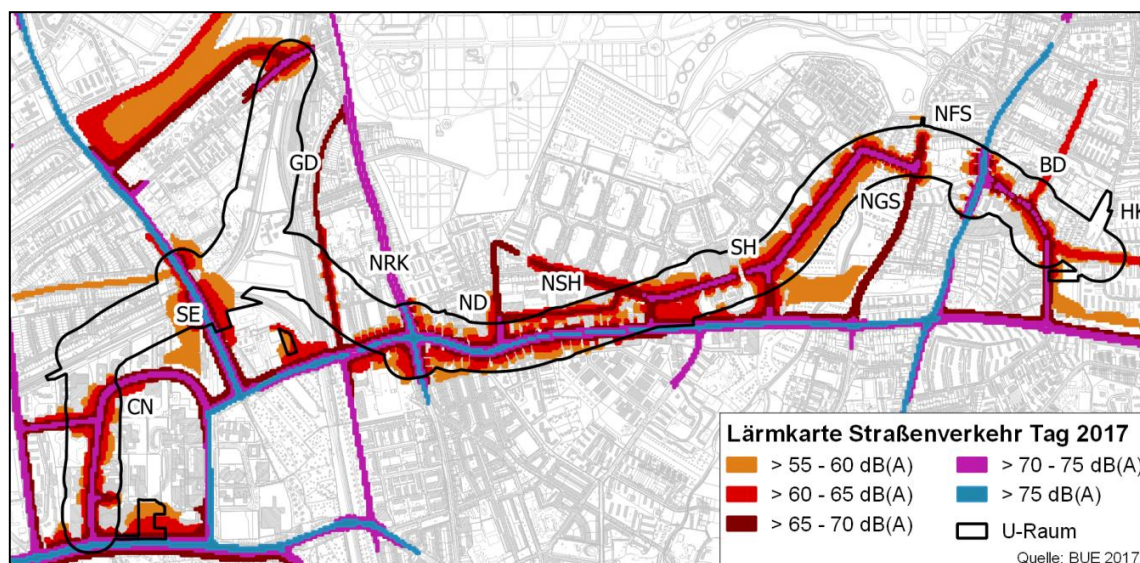 NFS
BD
GD
HK
NGS
NRK
SH
ND
NSH
SE
CN
Lärmkarte Straßenverkehr Tag 2017
> 55 - 60 dB(A)
> 70 - 75 dB(A)
> 60 - 65 dB(A)
> 75 dB(A)
> 65 - 70 dB(A)
U-Raum
Quelle: BUE 2017